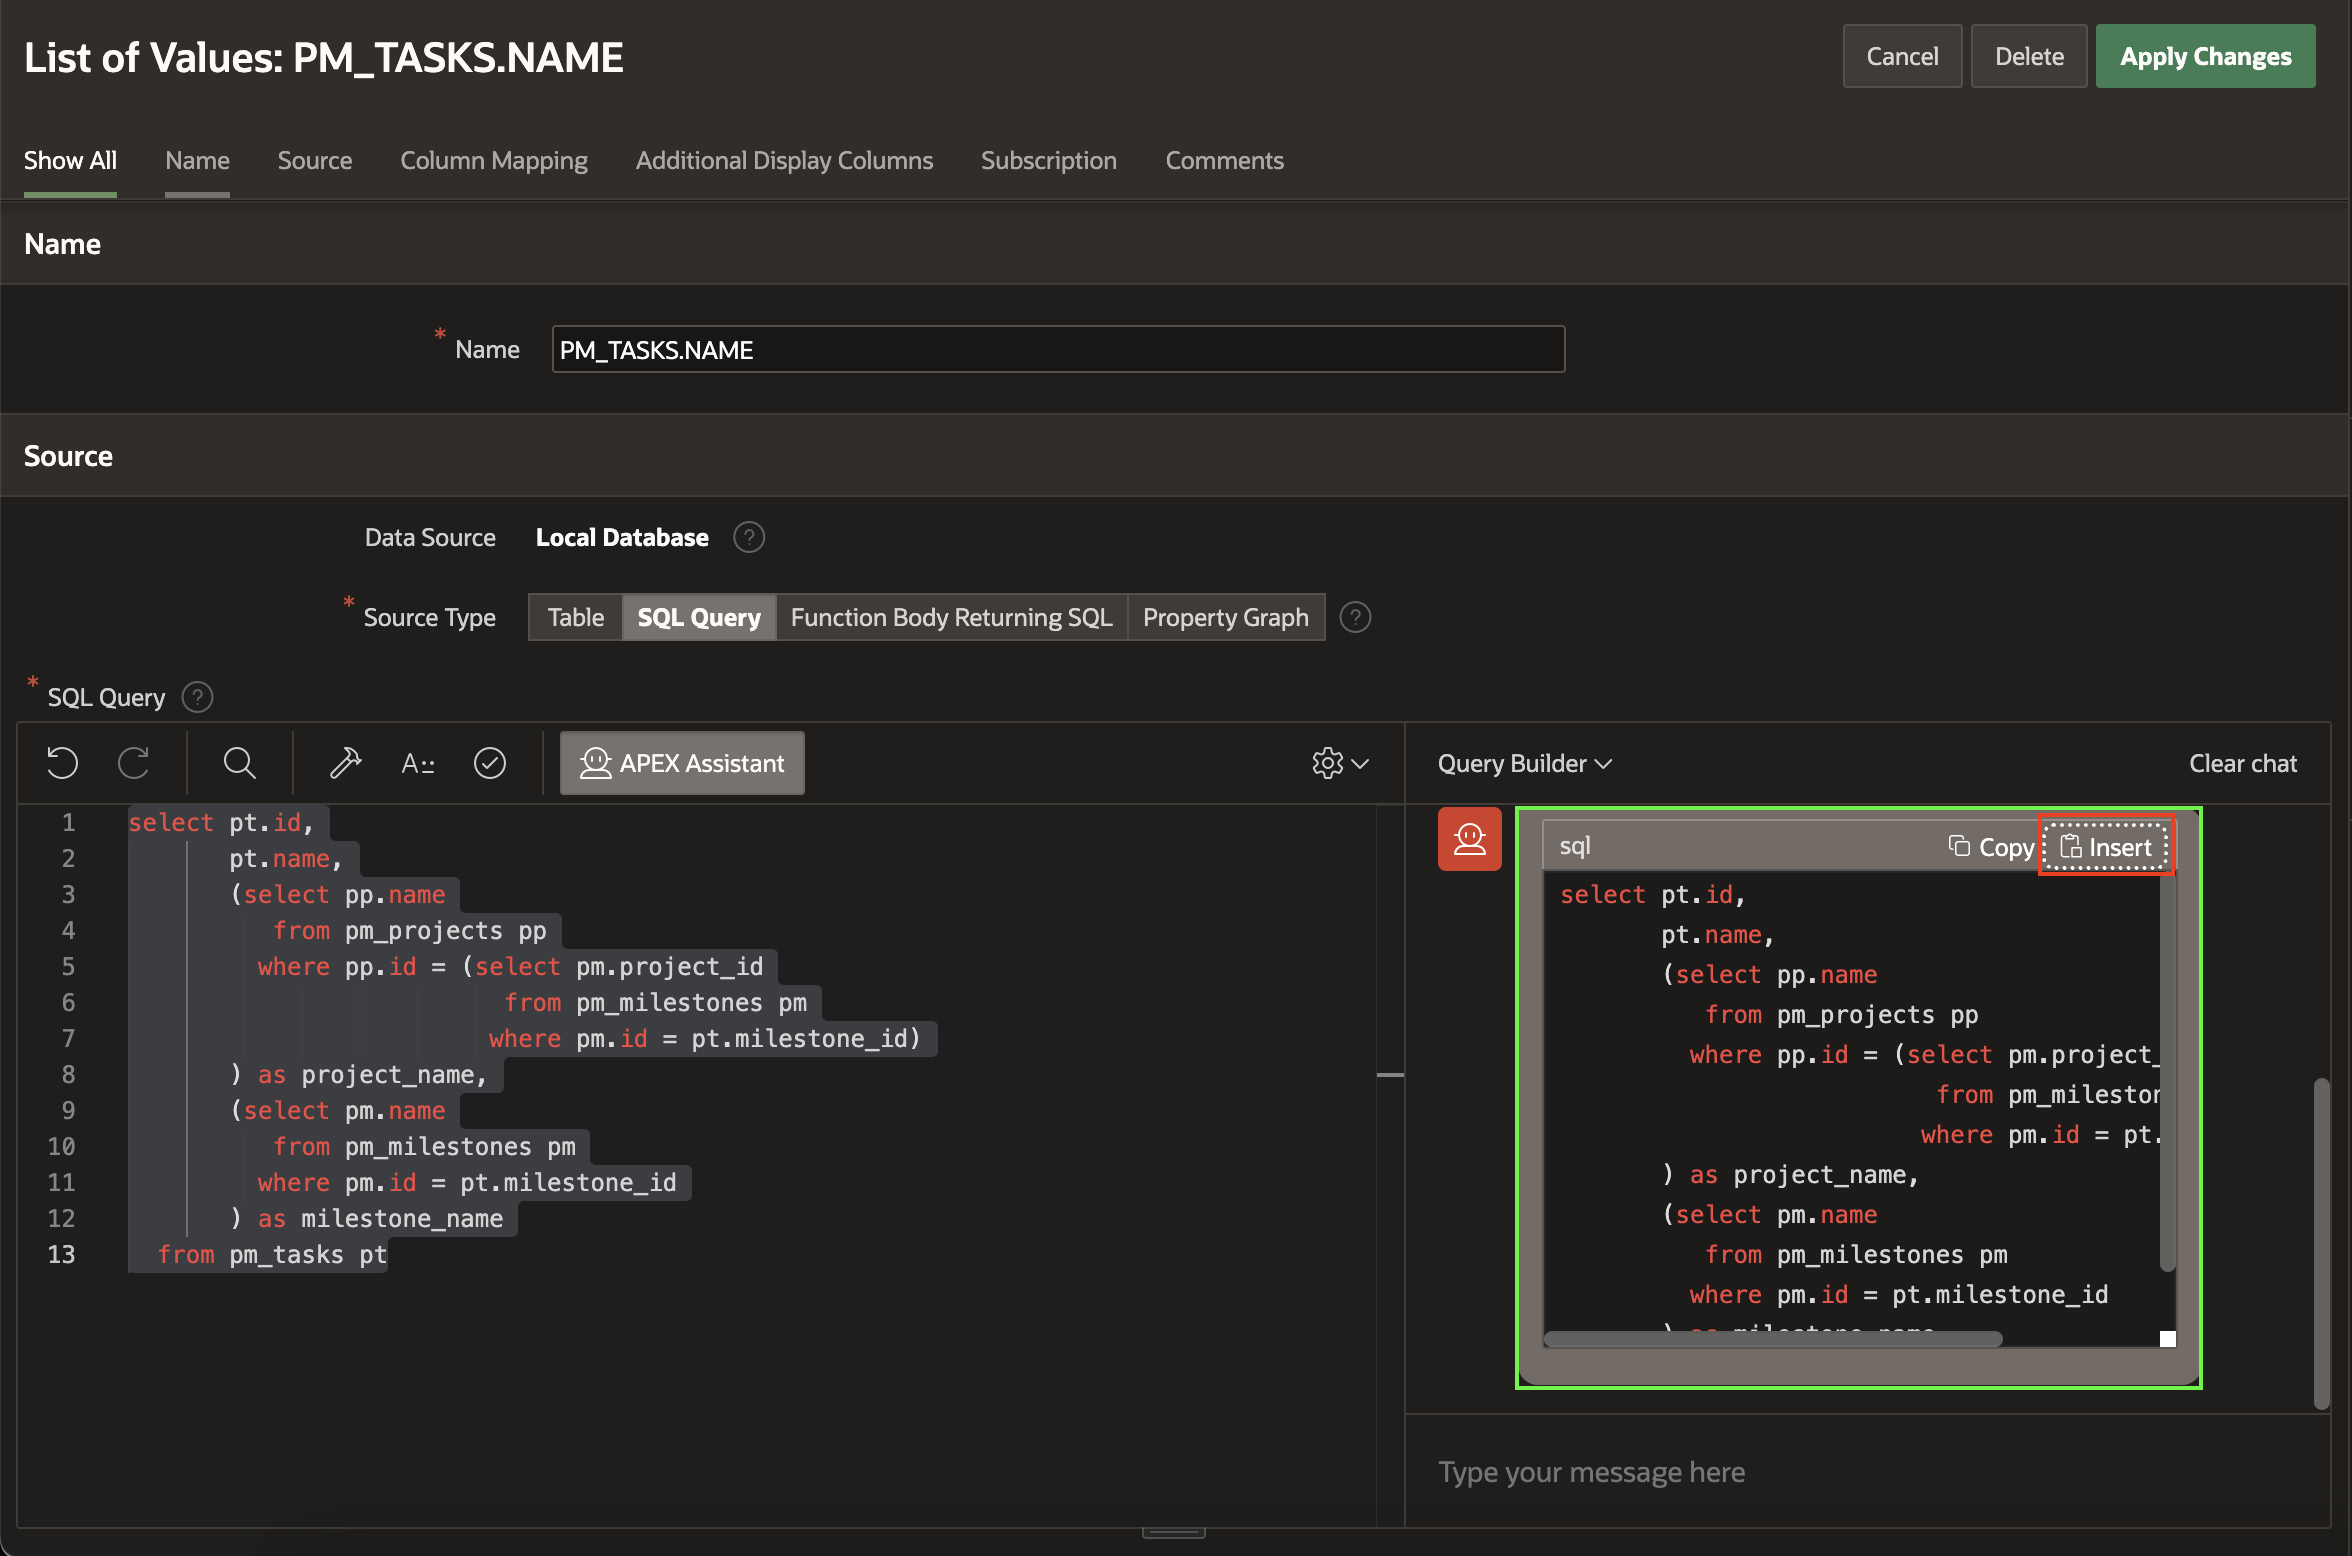 List of Values: PM_TASKS.NAME
Cancel Delete Apply Changes
Show All Name Source Column Mapping Additional Display Columns Subscription Comments
Name
* Name PM_TASKS.NAME
Source
Data Source Local Database ?
* Source Type Table SQL Query Function Body Returning SQL Property Graph ?
* SQL Query ?
APEX Assistant
1 select pt.id,
2 pt.name,
3 (select pp.name
4 from pm_projects pp
5 where pp.id = (select pm.project_id
6 from pm_milestones pm
7 where pm.id = pt.milestone_id)
8 ) as project_name,
9 (select pm.name
10 from pm_milestones pm
11 where pm.id = pt.milestone_id
12 ) as milestone_name
13 from pm_tasks pt
Query Builder Clear chat
sql Copy Insert
select pt.id,
pt.name,
(select pp.name
from pm_projects pp
where pp.id = (select pm.project_
from pm_mileston
where pm.id = pt.
) as project_name,
(select pm.name
from pm_milestones pm
where pm.id = pt.milestone_id
) as milestone_name
Type your message here